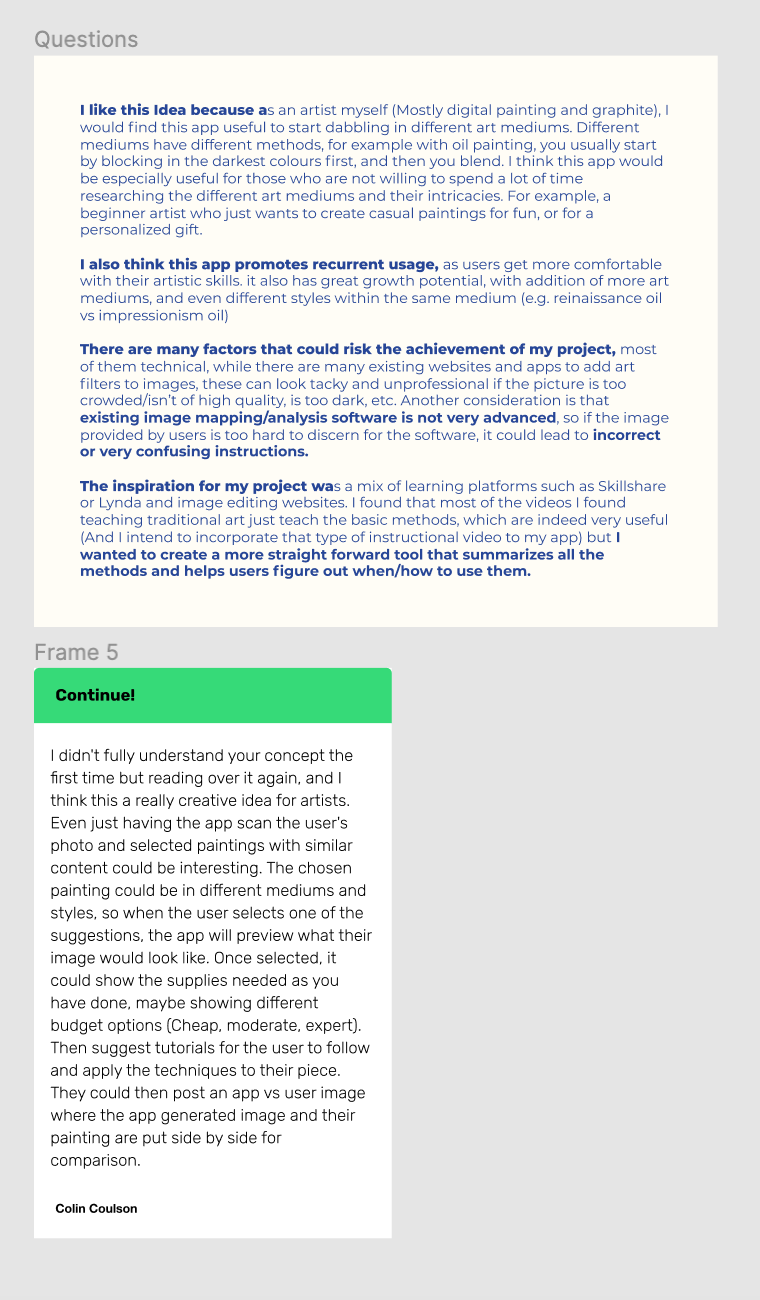 Questions
I like this Idea because as an artist myself (Mostly digital painting and graphite), I
would find this app useful to start dabbling in different art mediums. Different
mediums have different methods, for example with oil painting, you usually start
by blocking in the darkest colours first, and then you blend. I think this app would
be especially useful for those who are not willing to spend a lot of time
researching the different art mediums and their intricacies. For example, a
beginner artist who just wants to create casual paintings for fun, or for a
personalized gift.
I also think this app promotes recurrent usage, as users get more comfortable
with their artistic skills. it also has great growth potential, with addition of more art
mediums, and even different styles within the same medium (e.g. reinaissance oil
vs impressionism oil)
There are many factors that could risk the achievement of my project, most
of them technical, while there are many existing websites and apps to add art
filters to images, these can look tacky and unprofessional if the picture is too
crowded/isn't of high quality, is too dark, etc. Another consideration is that
existing image mapping/analysis software is not very advanced, so if the image
provided by users is too hard to discern for the software, it could lead to incorrect
or very confusing instructions.
The inspiration for my project was a mix of learning platforms such as Skillshare
or Lynda and image editing websites. I found that most of the videos I found
teaching traditional art just teach the basic methods, which are indeed very useful
(And I intend to incorporate that type of instructional video to my app) but I
wanted to create a more straight forward tool that summarizes all the
methods and helps users figure out when/how to use them.
Frame 5
Continue!
I didn't fully understand your concept the
first time but reading over it again, and I
think this a really creative idea for artists.
Even just having the app scan the user's
photo and selected paintings with similar
content could be interesting. The chosen
painting could be in different mediums and
styles, so when the user selects one of the
suggestions, the app will preview what their
image would look like. Once selected, it
could show the supplies needed as you
have done, maybe showing different
budget options (Cheap, moderate, expert).
Then suggest tutorials for the user to follow
and apply the techniques to their piece.
They could then post an app vs user image
where the app generated image and their
painting are put side by side for
comparison.
Colin Coulson